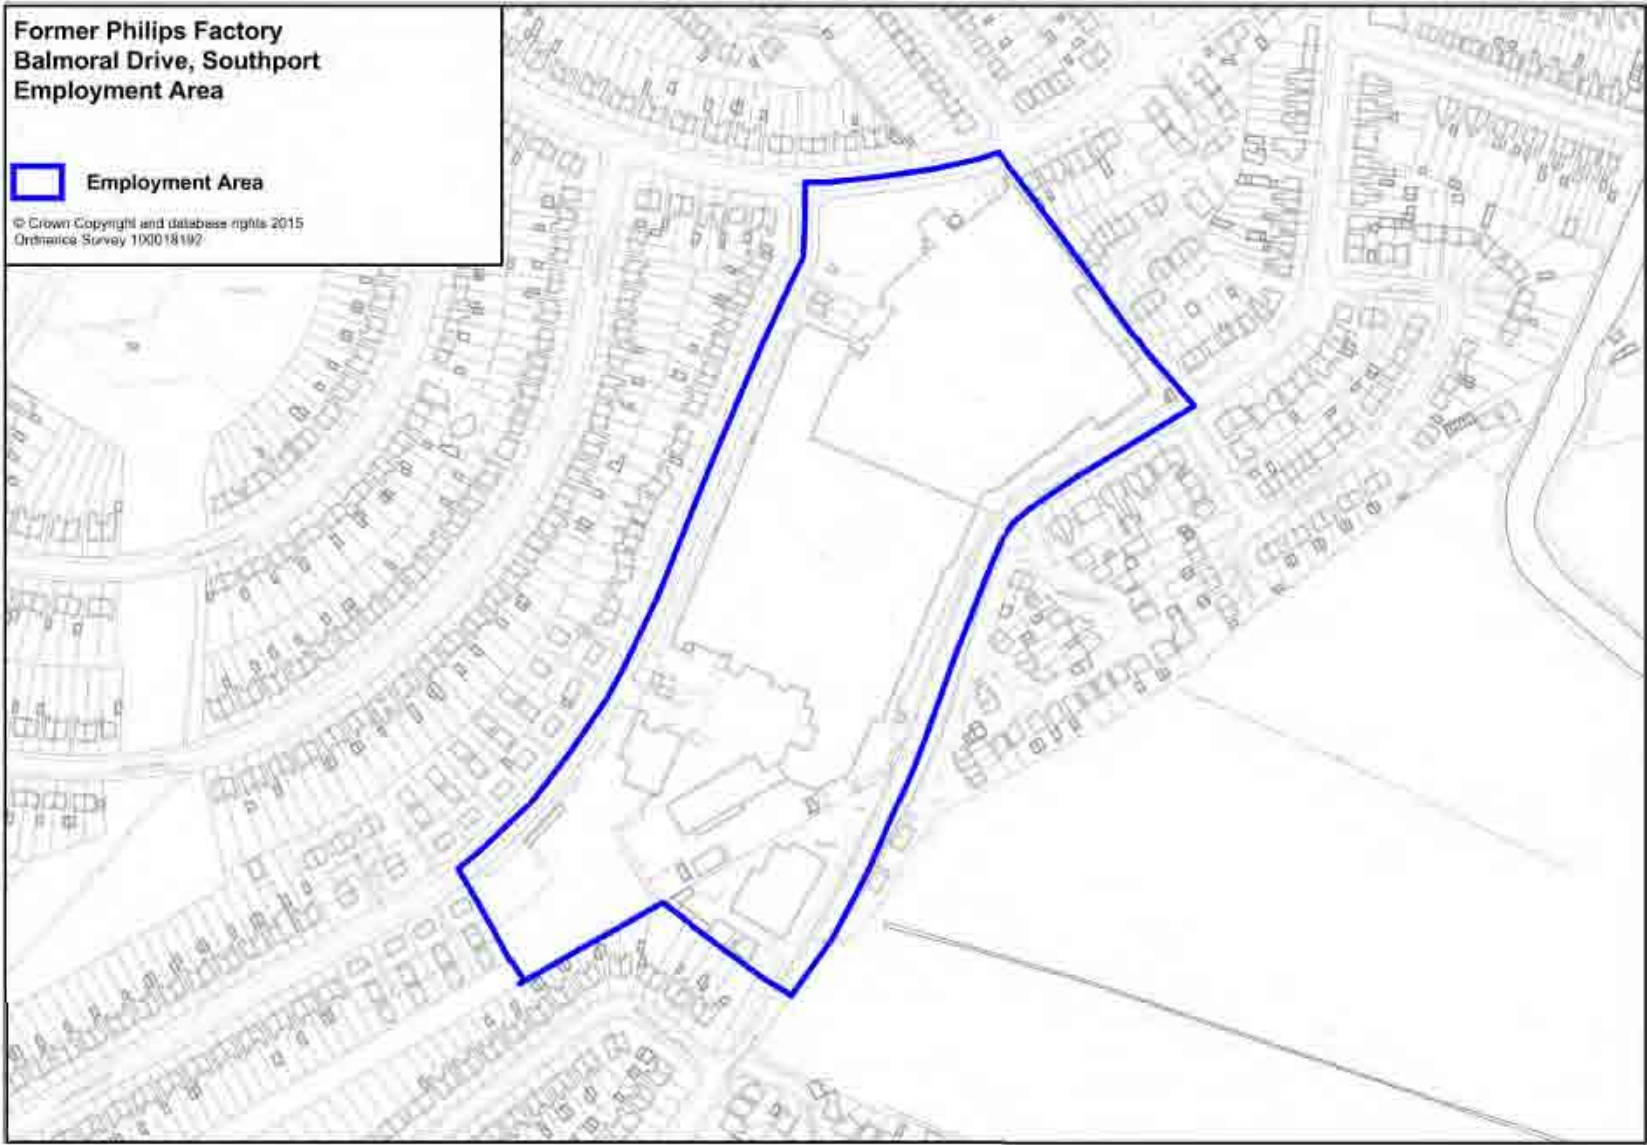 Former Philips Factory
Balmoral Drive, Southport
Employment Area
Employment Area
© Crown Copyright and database rights 2015
Ordnance Survey 100018192